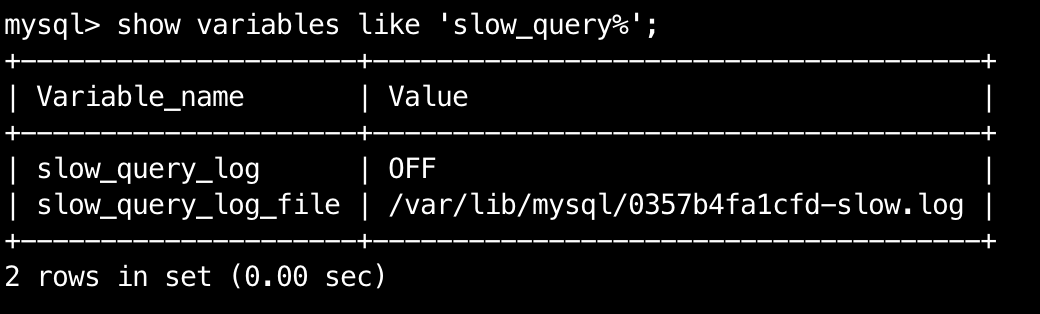 mysql> show variables like 'slow_query%';
+---------------------+--------------------------------------+
| Variable_name       | Value                                |
+---------------------+--------------------------------------+
| slow_query_log      | OFF                                  |
| slow_query_log_file | /var/lib/mysql/0357b4fa1cfd-slow.log |
+---------------------+--------------------------------------+
2 rows in set (0.00 sec)